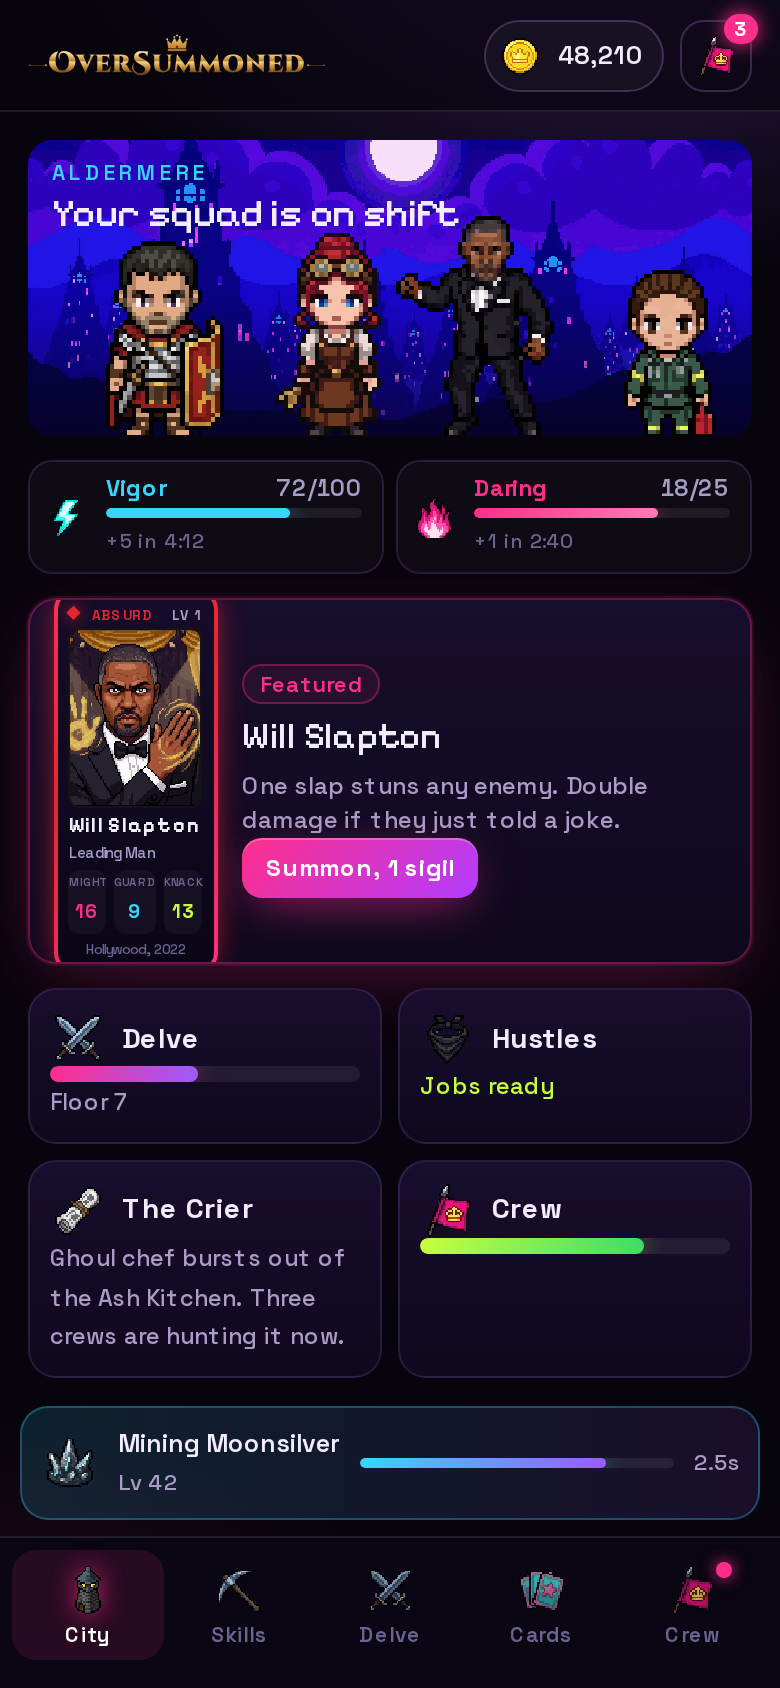 OVERSUMMONED
48,210
3
ALDERMERE
Your squad is on shift
Vigor
72/100
+5 in 4:12
Daring
18/25
+1 in 2:40
ABSURD
LV 1
Will Slapton
Leading Man
MIGHT GUARD KNACK
16 9 13
Hollywood, 2022
Featured
Will Slapton
One slap stuns any enemy. Double
damage if they just told a joke.
Summon, 1 sigil
Delve
Floor 7
Hustles
Jobs ready
The Crier
Ghoul chef bursts out of
the Ash Kitchen. Three
crews are hunting it now.
Crew
Mining Moonsilver
Lv 42
2.5s
City
Skills
Delve
Cards
Crew